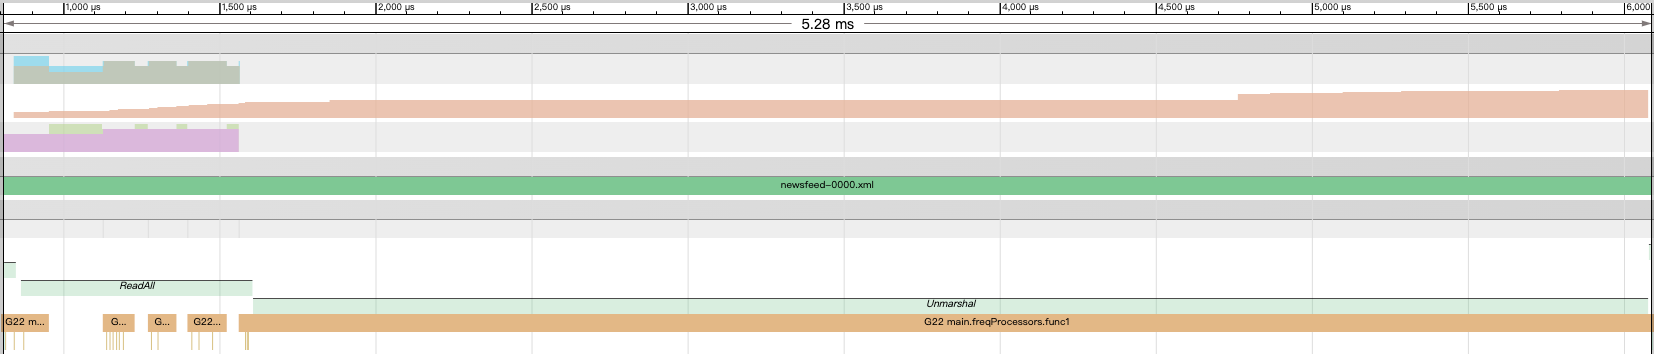 1,000 μs 1,500 μs 2,000 μs 2,500 μs 3,000 μs 3,500 μs 4,000 μs 4,500 μs 5,000 μs 5,500 μs 6,000
5.28 ms
newsfeed-0000.xml
ReadAll
Unmarshal
G22 m... G... G... G22... G22 main.freqProcessors.func1